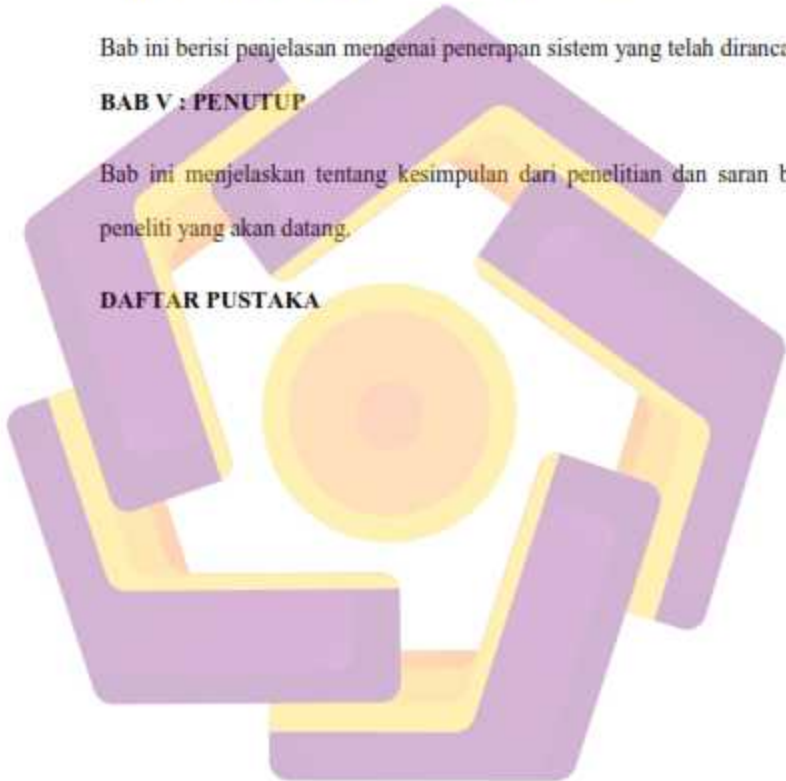 Bab ini berisi penjelasan mengenai penerapan sistem yang telah
BAB V : PENUTUP
Bab ini menjelaskan tentang kesimpulan dari penelitian dan saran
peneliti yang akan datang.
DAFTAR PUSTAKA